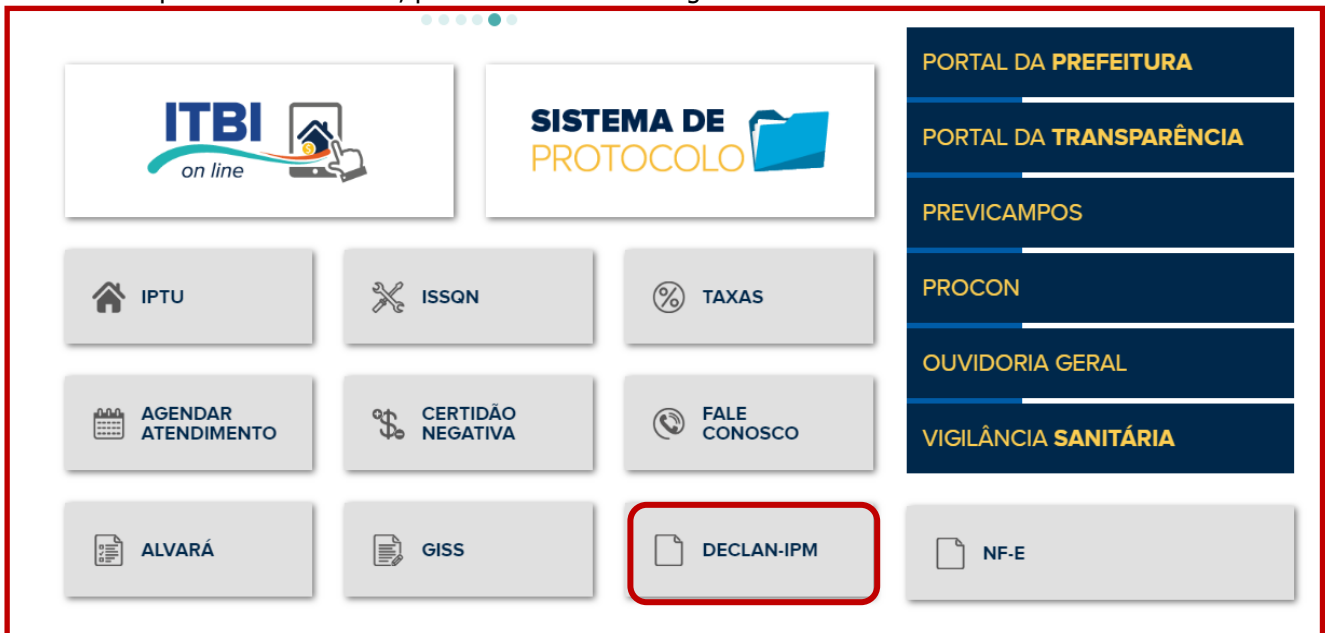 ITBI
on line
SISTEMA DE
PROTOCOLO
PORTAL DA PREFEITURA
PORTAL DA TRANSPARÊNCIA
PREVICAMPOS
PROCON
OUVIDORIA GERAL
VIGILÂNCIA SANITÁRIA
IPTU
ISSQN
TAXAS
AGENDAR
ATENDIMENTO
CERTIDÃO
NEGATIVA
FALE
CONOSCO
ALVARÁ
GISS
DECLAN-IPM
NF-E